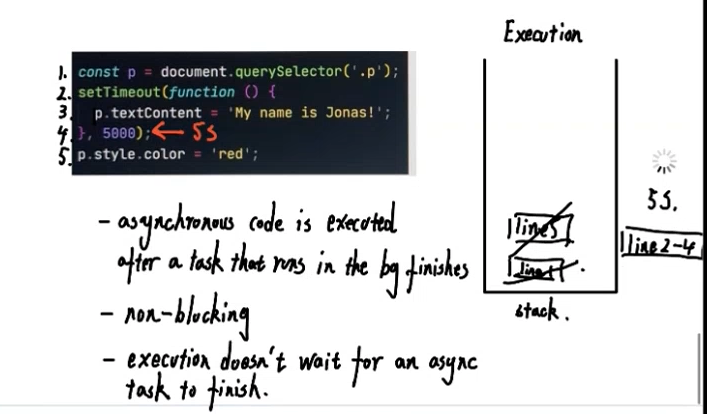 Execution
1. const p = document.querySelector('.p');
2. setTimeout(function () {
3. p.textContent = 'My name is Jonas!';
4. }, 5000); ← 5s
5. p.style.color = 'red';
- asynchronous code is executed
after a task that runs in the bg finishes
- non-blocking
- execution doesn't wait for an async
task to finish.
line5
line1
stack.
5s.
line 2-4